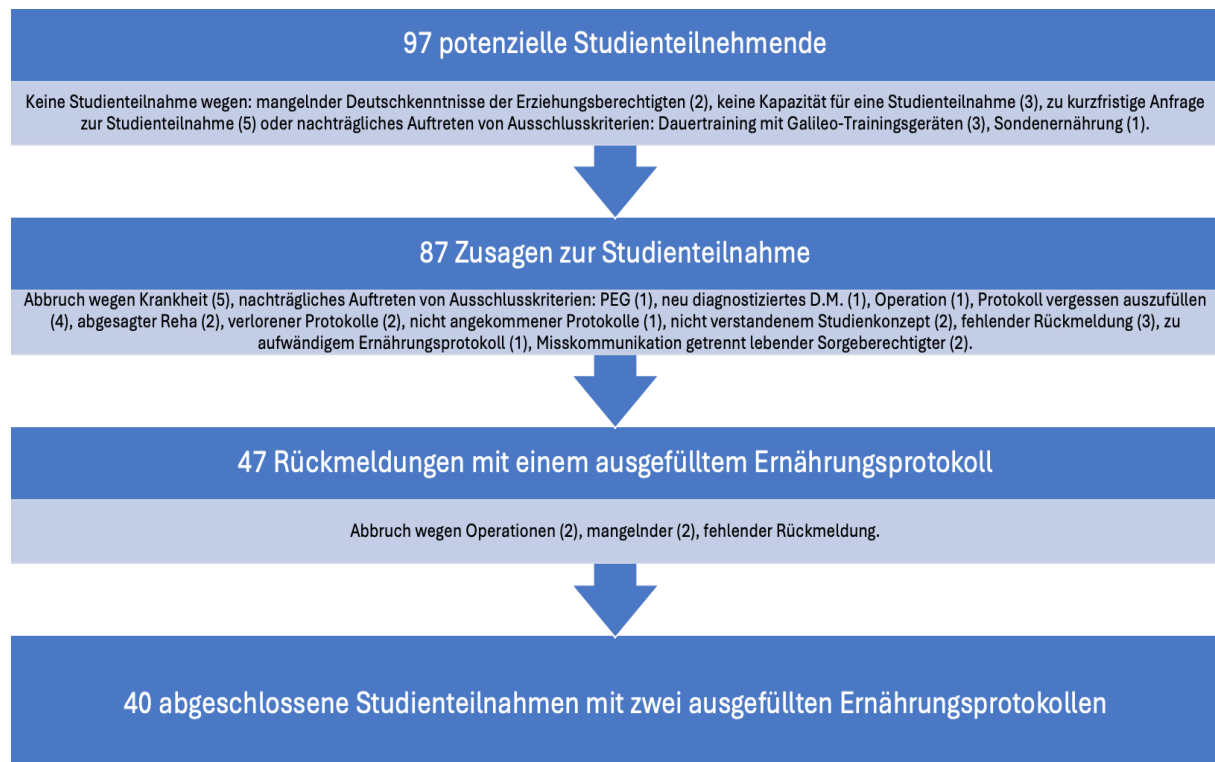 97 potenzielle Studienteilnehmende
Keine Studienteilnahme wegen: mangelnder Deutschkenntnisse der Erziehungsberechtigten (2), keine Kapazität für eine Studienteilnahme (3), zu kurzfristige Anfrage
zur Studienteilnahme (5) oder nachträgliches Auftreten von Ausschlusskriterien: Dauertraining mit Galileo-Trainingsgeräten (3), Sondenernährung (1).
87 Zusagen zur Studienteilnahme
Abbruch wegen Krankheit (5), nachträgliches Auftreten von Ausschlusskriterien: PEG (1), neu diagnostiziertes D.M. (1), Operation (1), Protokoll vergessen auszufüllen
(4), abgesagter Reha (2), verlorener Protokolle (2), nicht angekommener Protokolle (1), nicht verstandenem Studienkonzept (2), fehlender Rückmeldung (3), zu
aufwändigem Ernährungsprotokoll (1), Misskommunikation getrennt lebender Sorgeberechtigter (2).
47 Rückmeldungen mit einem ausgefülltem Ernährungsprotokoll
Abbruch wegen Operationen (2), mangelnder (2), fehlender Rückmeldung.
40 abgeschlossene Studienteilnahmen mit zwei ausgefüllten Ernährungsprotokollen